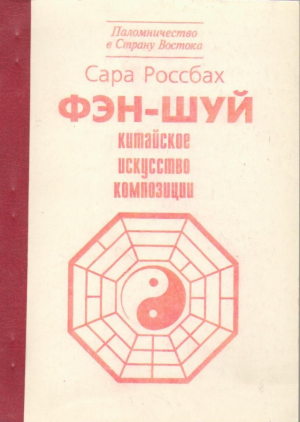 Паломничество
в Страну Востока
Сара Россбах
ФЭН-ШУЙ
КИТАЙСКОЕ
ИСКУССТВО
КОМПОЗИЦИИ